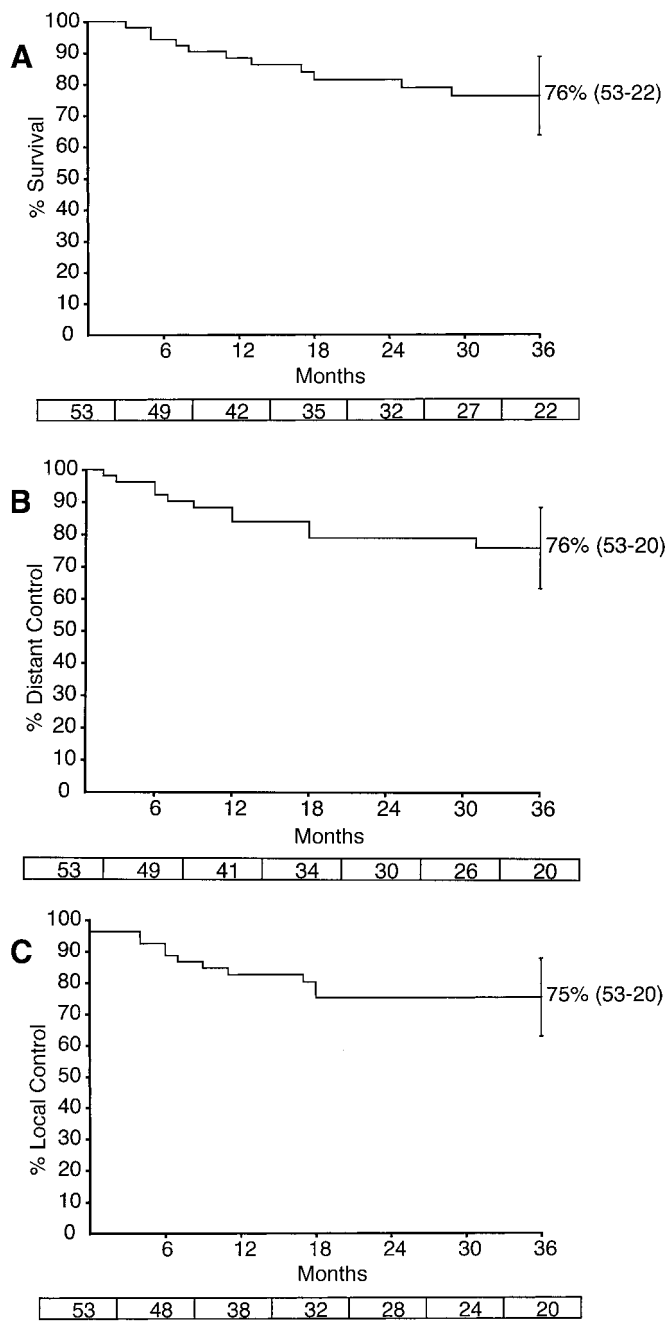 A
% Survival
100
90
80
70
60
50
40
30
20
10
0
76% (53-22)
6 12 18 24 30 36
Months
53 49 42 35 32 27 22
B
% Distant Control
100
90
80
70
60
50
40
30
20
10
0
76% (53-20)
6 12 18 24 30 36
Months
53 49 41 34 30 26 20
C
% Local Control
100
90
80
70
60
50
40
30
20
10
0
75% (53-20)
6 12 18 24 30 36
Months
53 48 38 32 28 24 20